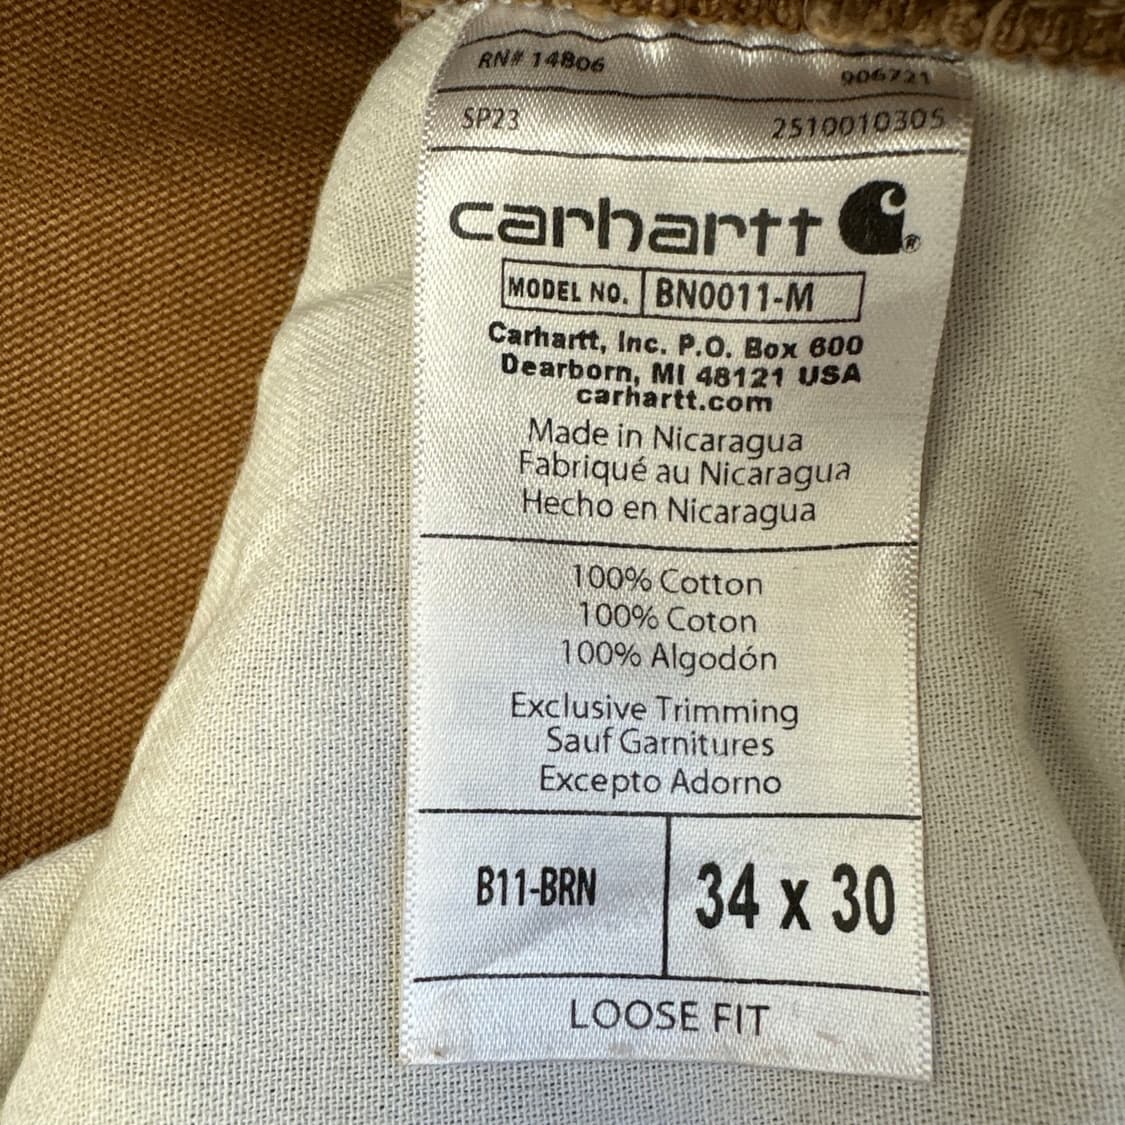 RN# 14806 906721
SP23 2510010305
carhartt ®
MODEL NO. BN0011-M
Carhartt, Inc. P.O. Box 600
Dearborn, MI 48121 USA
carhartt.com
Made in Nicaragua
Fabriqué au Nicaragua
Hecho en Nicaragua
100% Cotton
100% Coton
100% Algodón
Exclusive Trimming
Sauf Garnitures
Excepto Adorno
B11-BRN 34 x 30
LOOSE FIT